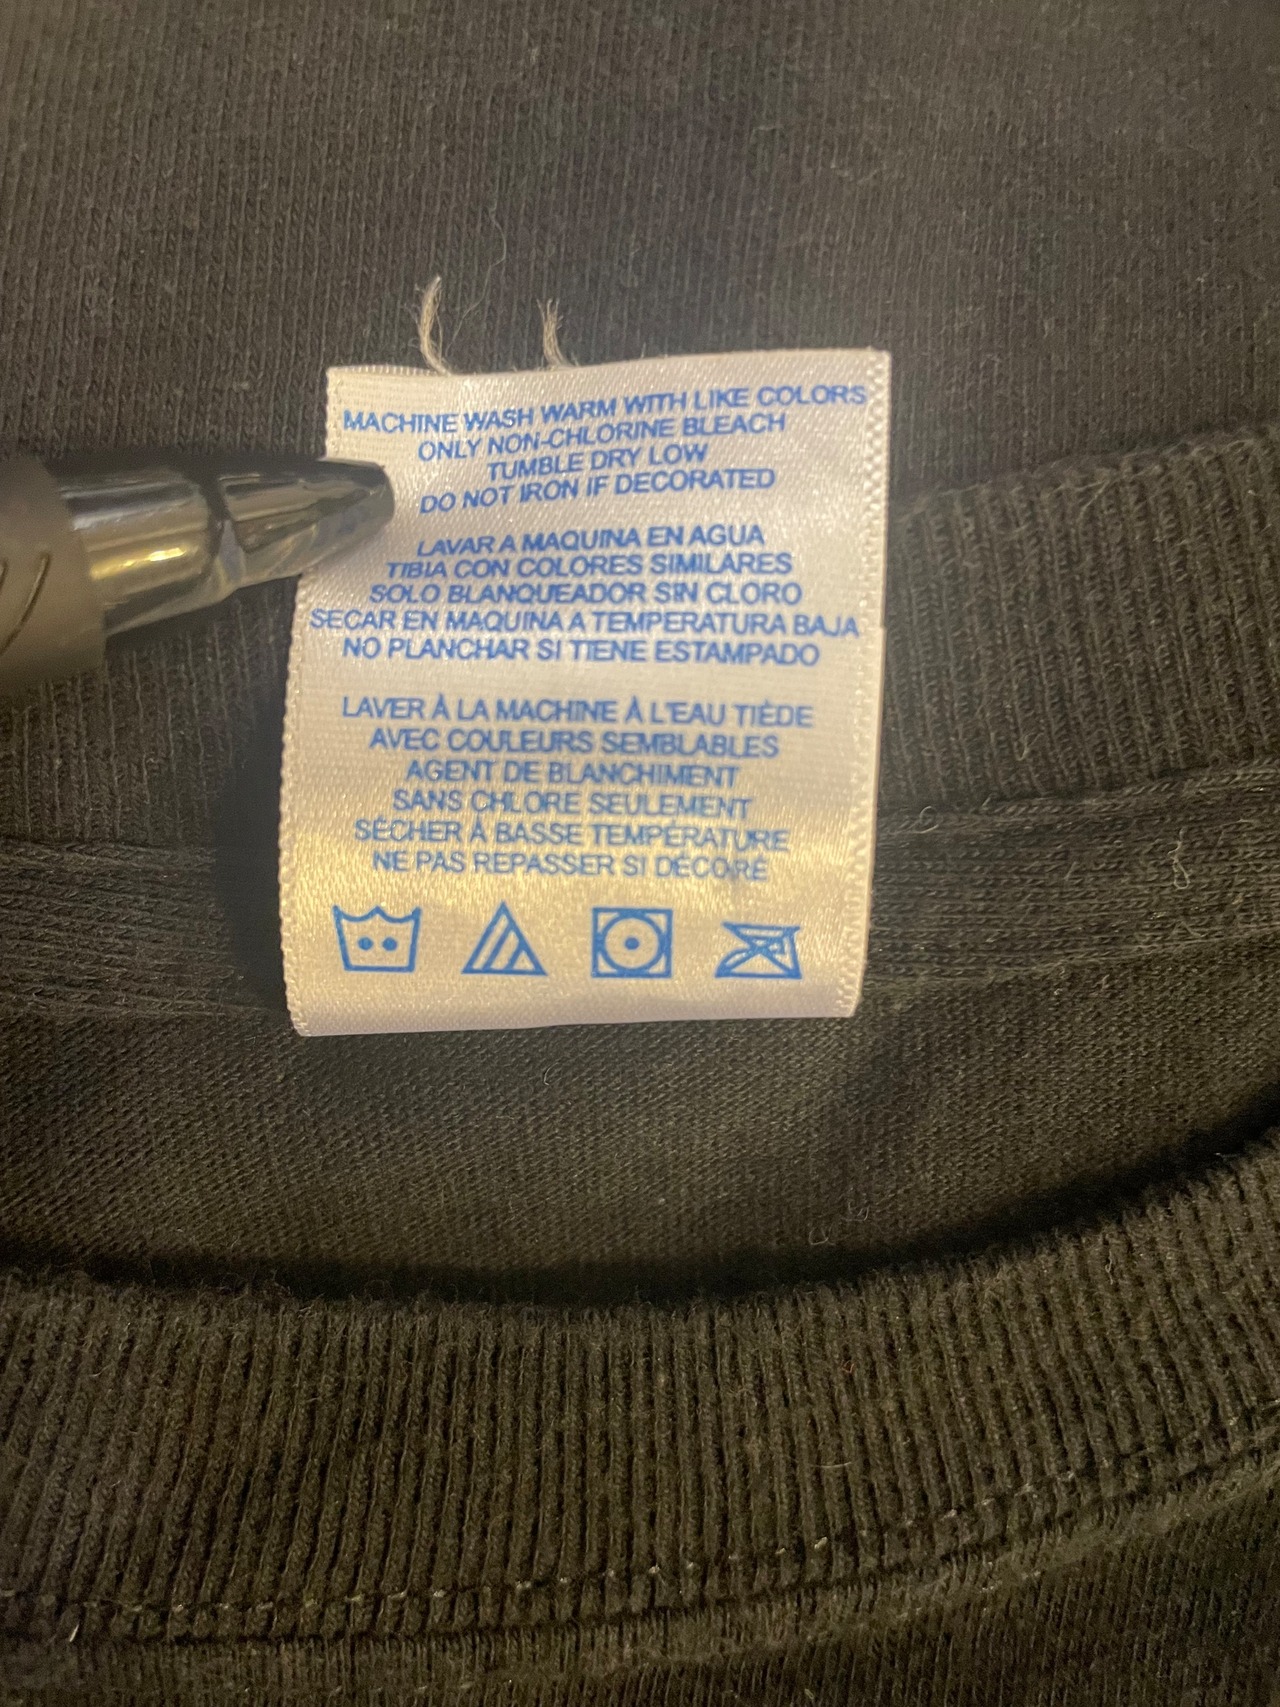 MACHINE WASH WARM WITH LIKE COLORS
ONLY NON-CHLORINE BLEACH
TUMBLE DRY LOW
DO NOT IRON IF DECORATED
LAVAR A MAQUINA EN AGUA
TIBIA CON COLORES SIMILARES
SOLO BLANQUEADOR SIN CLORO
SECAR EN MAQUINA A TEMPERATURA BAJA
NO PLANCHAR SI TIENE ESTAMPADO
LAVER À LA MACHINE À L'EAU TIÈDE
AVEC COULEURS SEMBLABLES
AGENT DE BLANCHIMENT
SANS CHLORE SEULEMENT
SÉCHER À BASSE TEMPÉRATURE
NE PAS REPASSER SI DÉCORÉ